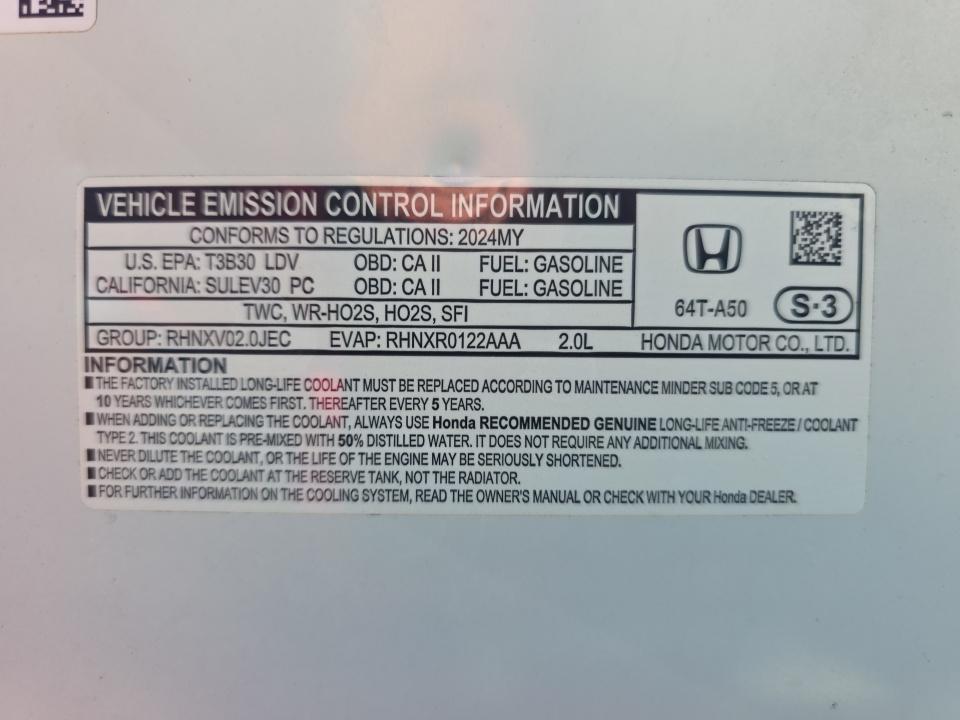 VEHICLE EMISSION CONTROL INFORMATION
CONFORMS TO REGULATIONS: 2024MY
U.S. EPA: T3B30 LDV OBD: CA II FUEL: GASOLINE
CALIFORNIA: SULEV30 PC OBD: CA II FUEL: GASOLINE
TWC, WR-HO2S, HO2S, SFI
64T-A50 S-3
GROUP: RHNXV02.0JEC EVAP: RHNXR0122AAA 2.0L HONDA MOTOR CO., LTD.
INFORMATION
■ THE FACTORY INSTALLED LONG-LIFE COOLANT MUST BE REPLACED ACCORDING TO MAINTENANCE MINDER SUB CODE 5, OR AT
10 YEARS WHICHEVER COMES FIRST. THEREAFTER EVERY 5 YEARS.
■ WHEN ADDING OR REPLACING THE COOLANT, ALWAYS USE Honda RECOMMENDED GENUINE LONG-LIFE ANTI-FREEZE / COOLANT
TYPE 2. THIS COOLANT IS PRE-MIXED WITH 50% DISTILLED WATER. IT DOES NOT REQUIRE ANY ADDITIONAL MIXING.
■ NEVER DILUTE THE COOLANT, OR THE LIFE OF THE ENGINE MAY BE SERIOUSLY SHORTENED.
■ CHECK OR ADD THE COOLANT AT THE RESERVE TANK, NOT THE RADIATOR.
■ FOR FURTHER INFORMATION ON THE COOLING SYSTEM, READ THE OWNER'S MANUAL OR CHECK WITH YOUR Honda DEALER.